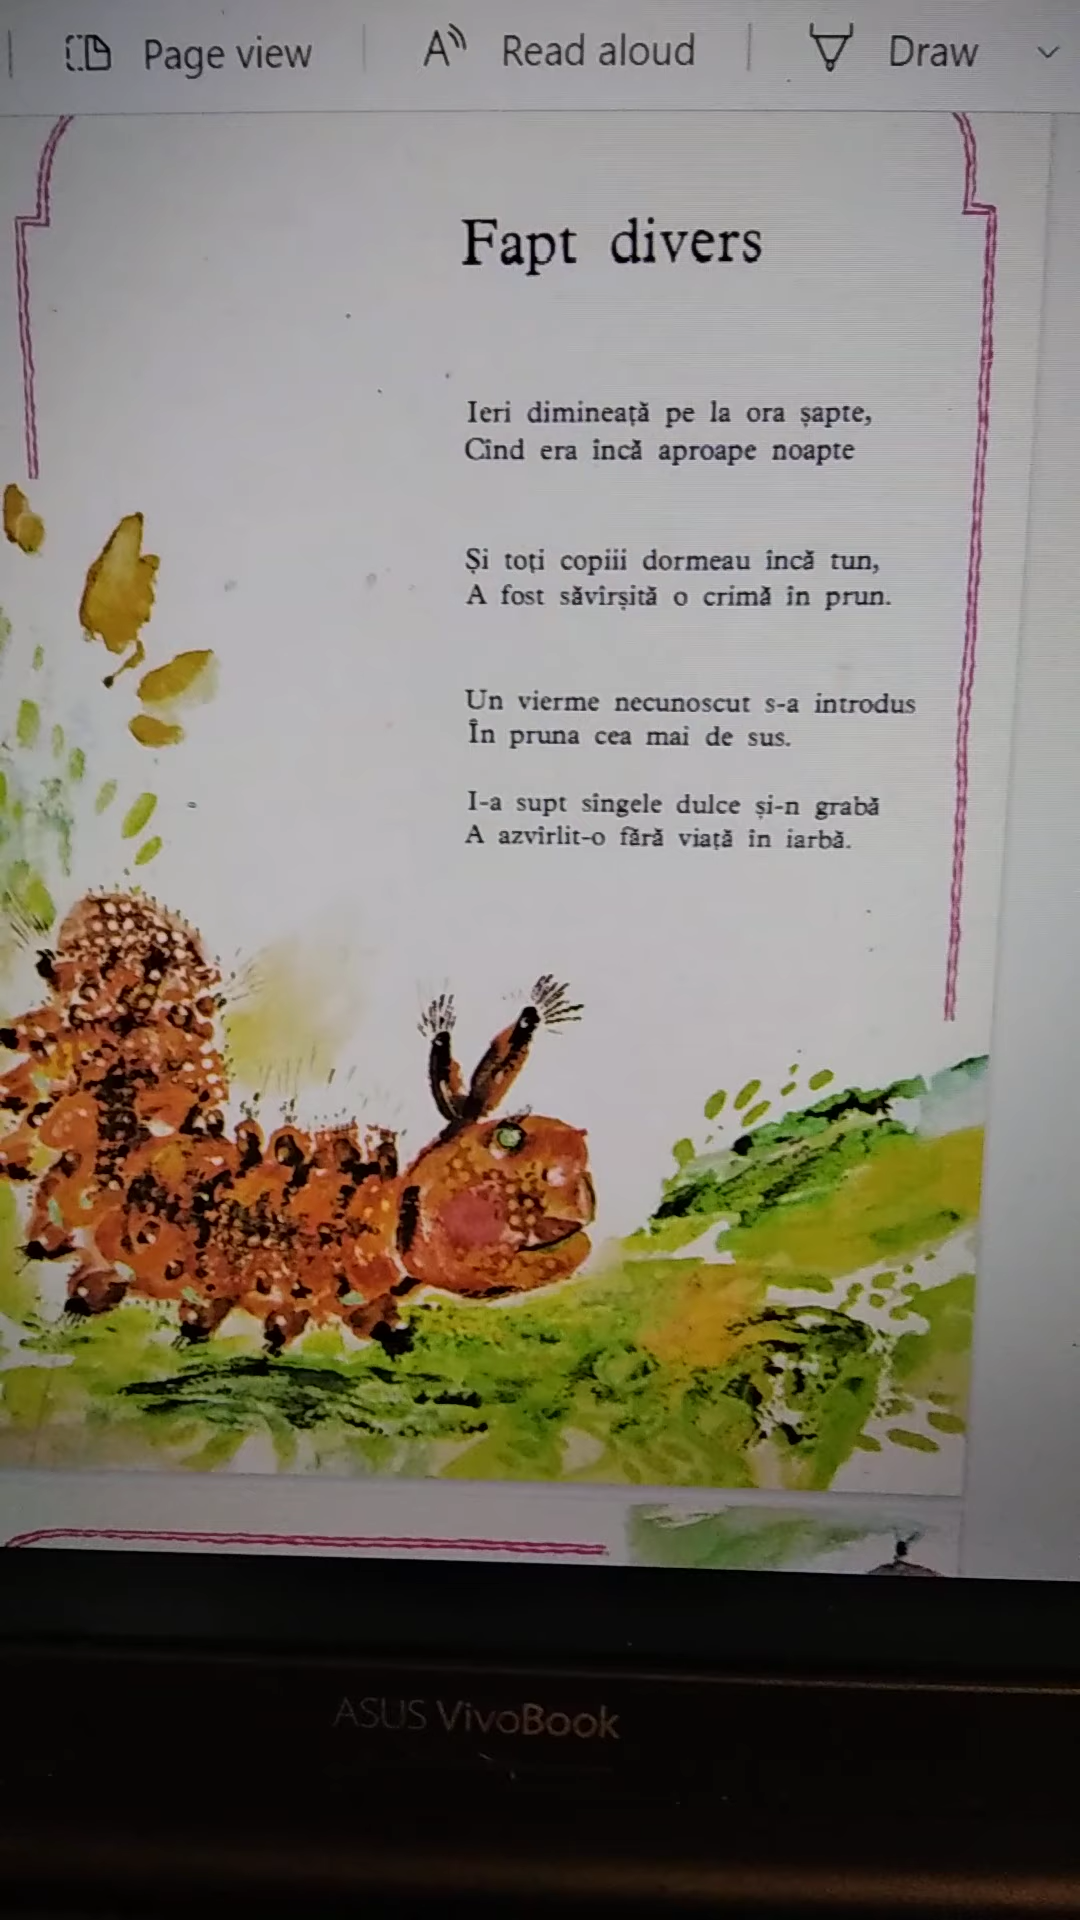 Page view
Read aloud
Draw
Fapt divers
Ieri dimineață pe la ora șapte,
Cînd era încă aproape noapte
Și toți copiii dormeau încă tun,
A fost săvîrșită o crimă în prun.
Un vierme necunoscut s-a introdus
În pruna cea mai de sus.
I-a supt sîngele dulce și-n grabă
A azvîrlit-o fără viață în iarbă.
ASUS VivoBook